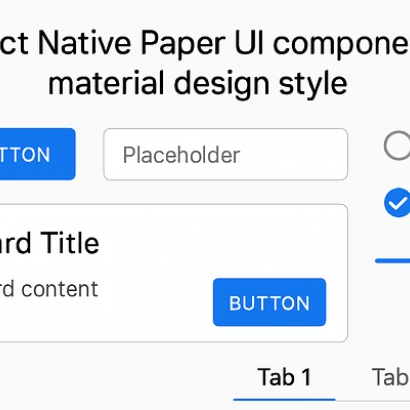 ct Native Paper UI compone
material design style
TTON
Placeholder
rd Title
rd content
BUTTON
Tab 1
Tab